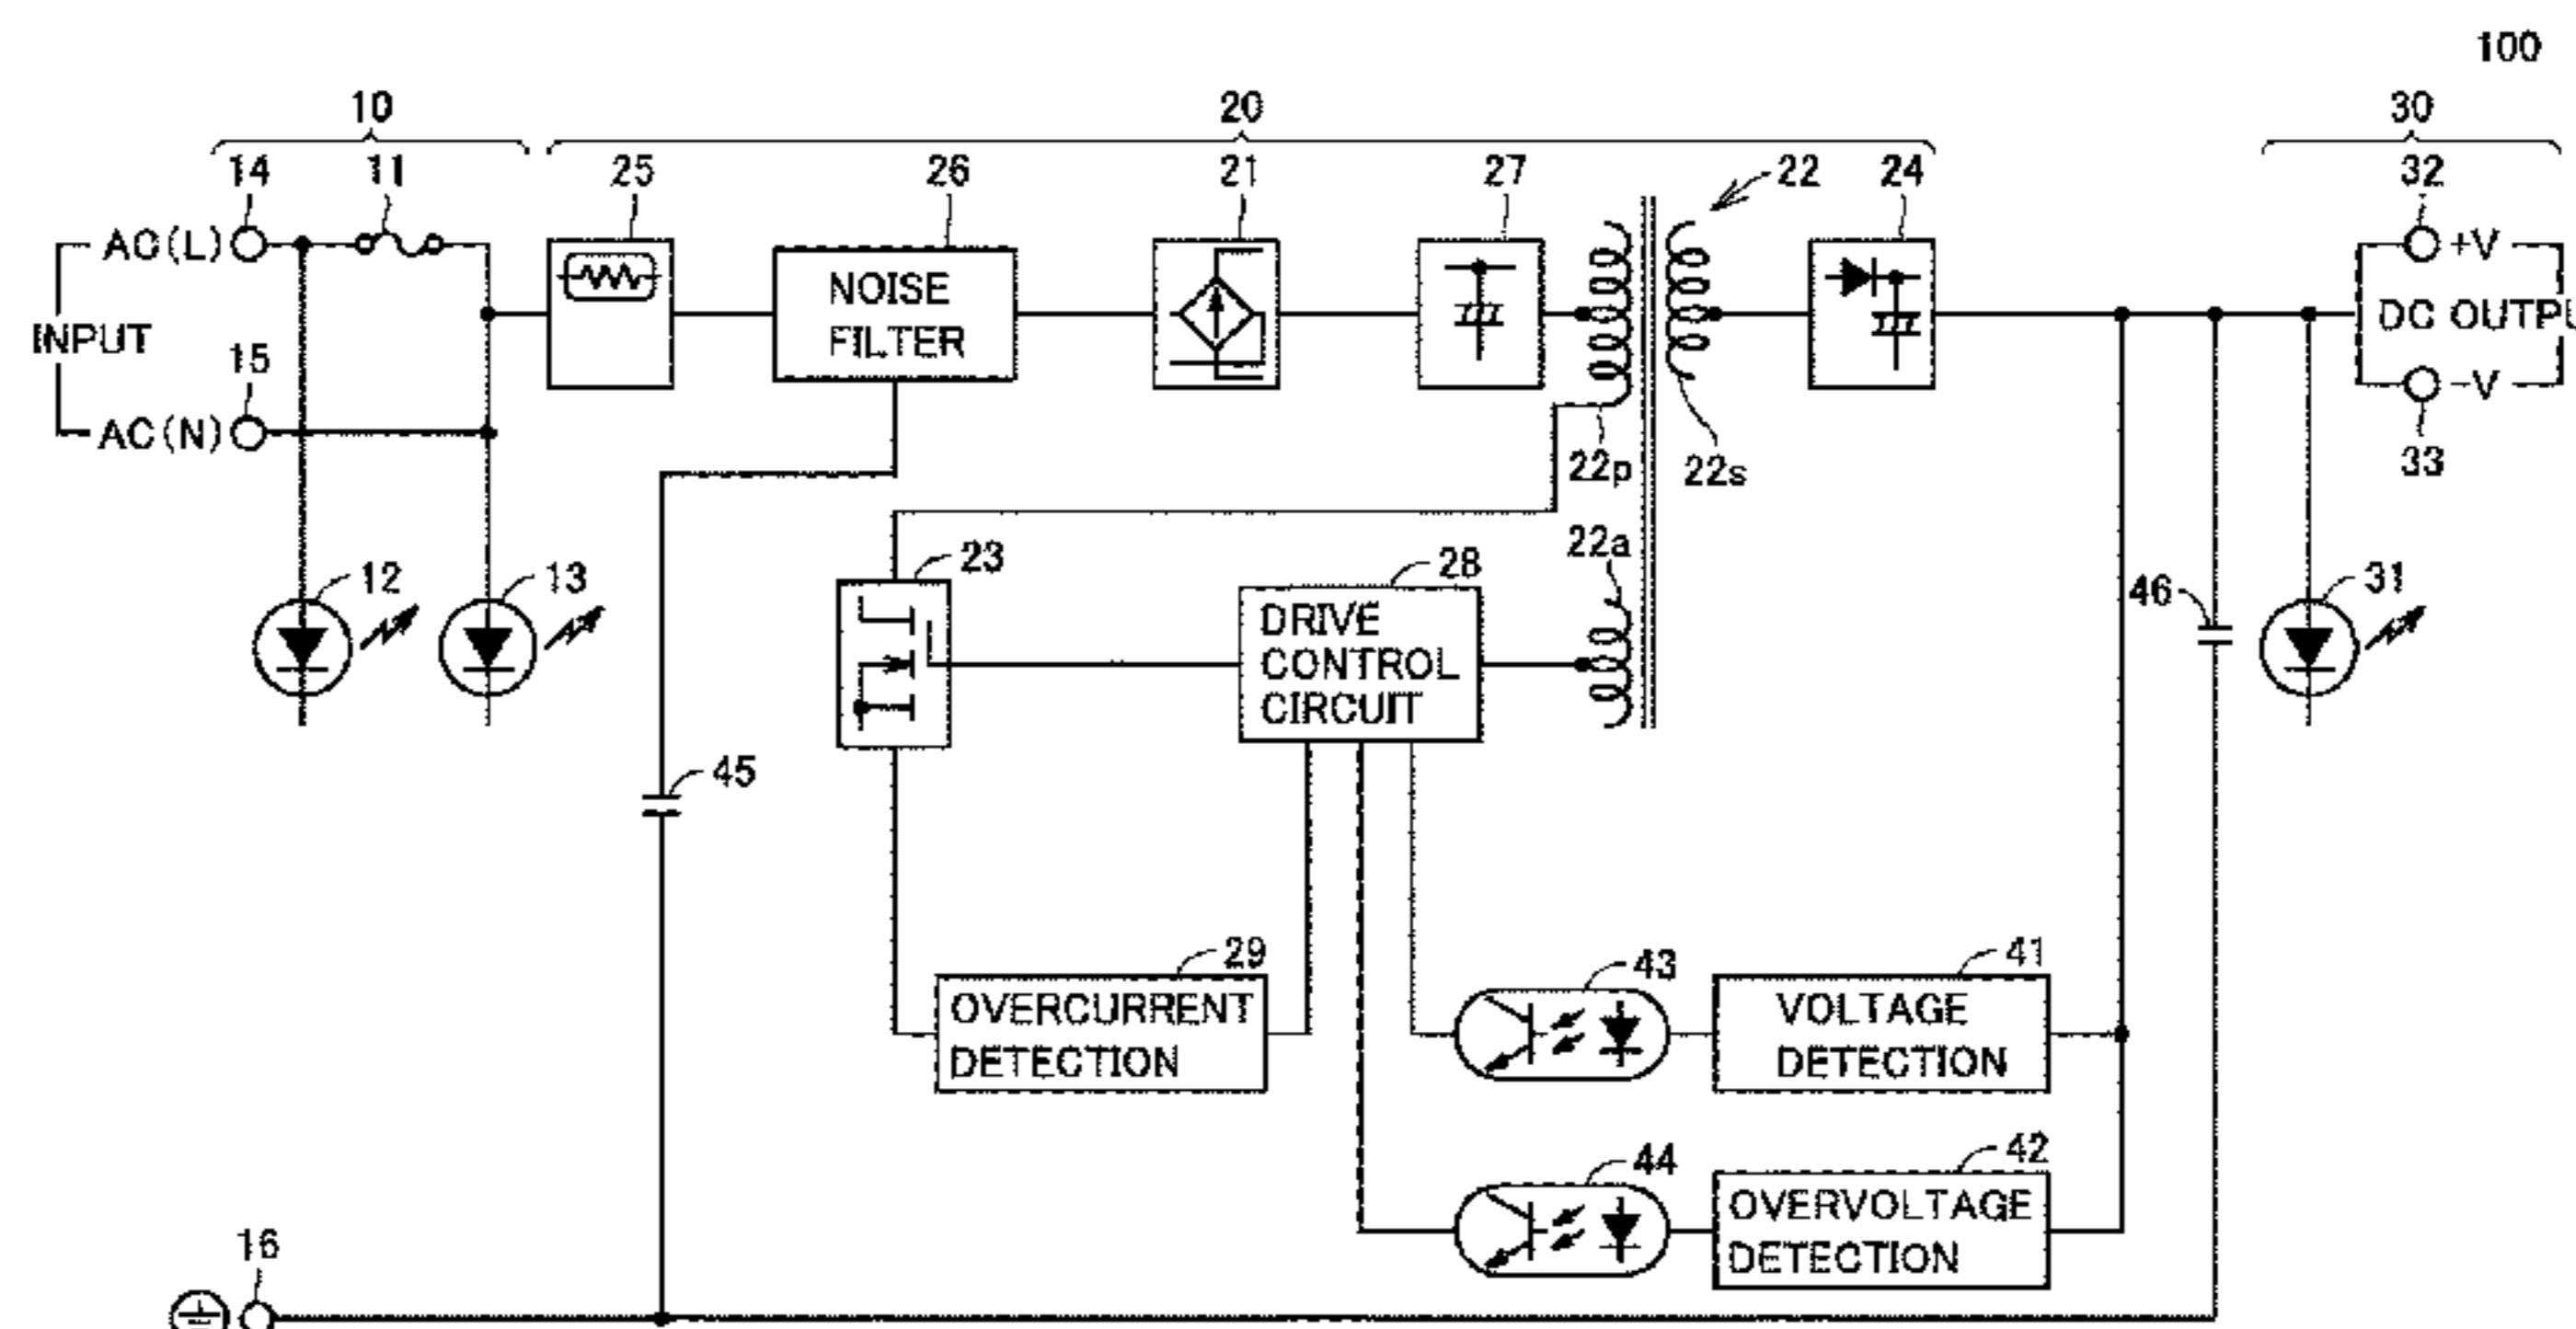 100
10
20
30
14
11
25
26
21
27
22
24
32
AC(L)
+V
NOISE
FILTER
INPUT
DC OUTPU
15
AC(N)
-V
33
22p
22s
22a
12
13
23
28
DRIVE
CONTROL
CIRCUIT
46
31
45
29
OVERCURRENT
DETECTION
43
41
VOLTAGE
DETECTION
44
42
OVERVOLTAGE
DETECTION
16